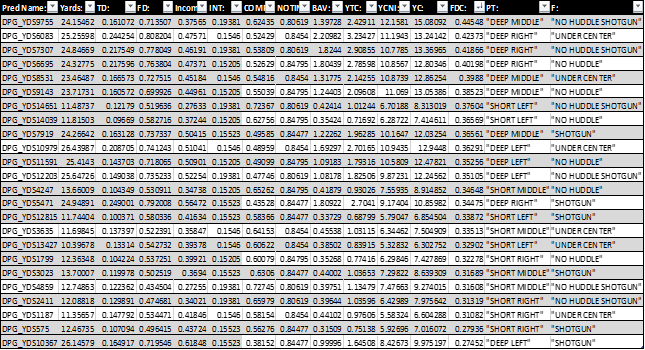 Pred Name: Yards: TD: FD: Incom INT: COMI NOTIF BAV: YTC: YCNI YC: FDC: PT: F:
DPG_YDS9755 24.15462 0.161072 0.713507 0.37565 0.19381 0.62435 0.80619 1.39728 2.42911 12.1581 15.08092 0.44548 "DEEP MIDDLE" "NO HUDDLE SHOTGUN"
DPG_YDS6083 25.25598 0.244254 0.808204 0.47571 0.1546 0.52429 0.8454 2.20982 3.23427 11.1943 13.24142 0.42373 "DEEP RIGHT" "UNDER CENTER"
DPG_YDS7307 24.84669 0.217549 0.778049 0.46191 0.19381 0.53809 0.80619 1.8244 2.90855 10.7785 13.36965 0.41866 "DEEP RIGHT" "NO HUDDLE SHOTGUN"
DPG_YDS6695 24.32775 0.217596 0.763804 0.47371 0.15205 0.52629 0.84795 1.80439 2.78598 10.8567 12.80346 0.40198 "DEEP RIGHT" "NO HUDDLE"
DPG_YDS8531 23.46487 0.166573 0.727515 0.45184 0.1546 0.54816 0.8454 1.31775 2.14255 10.8739 12.86254 0.3988 "DEEP MIDDLE" "UNDER CENTER"
DPG_YDS9143 23.71731 0.160572 0.699926 0.44961 0.15205 0.55039 0.84795 1.24403 2.09608 11.069 13.05386 0.38523 "DEEP MIDDLE" "NO HUDDLE"
DPG_YDS14651 11.48737 0.12179 0.519636 0.27633 0.19381 0.72367 0.80619 0.42414 1.01024 6.70188 8.313019 0.37604 "SHORT LEFT" "NO HUDDLE SHOTGUN"
DPG_YDS14039 11.81503 0.09669 0.582716 0.37244 0.15205 0.62756 0.84795 0.35524 0.71692 6.28722 7.414611 0.36569 "SHORT LEFT" "NO HUDDLE"
DPG_YDS7919 24.26642 0.163128 0.737337 0.50415 0.15523 0.49585 0.84477 1.22262 1.96285 10.1647 12.03354 0.36561 "DEEP MIDDLE" "SHOTGUN"
DPG_YDS10979 26.43987 0.208705 0.741243 0.51041 0.1546 0.48959 0.8454 1.69297 2.70165 10.9435 12.9448 0.36291 "DEEP LEFT" "UNDER CENTER"
DPG_YDS11591 25.4143 0.143703 0.718065 0.50901 0.15205 0.49099 0.84795 1.09183 1.79316 10.5809 12.47821 0.35256 "DEEP LEFT" "NO HUDDLE"
DPG_YDS12203 25.64726 0.149038 0.735233 0.52254 0.19381 0.47746 0.80619 1.08178 1.82506 9.87231 12.24562 0.35105 "DEEP LEFT" "NO HUDDLE SHOTGUN"
DPG_YDS4247 13.66009 0.104349 0.530911 0.34738 0.15205 0.65262 0.84795 0.41879 0.93026 7.55935 8.914852 0.34648 "SHORT MIDDLE" "NO HUDDLE"
DPG_YDS5471 24.94891 0.249001 0.792008 0.56472 0.15523 0.43528 0.84477 1.80922 2.7041 9.17404 10.85982 0.34475 "DEEP RIGHT" "SHOTGUN"
DPG_YDS12815 11.74404 0.100371 0.580336 0.41634 0.15523 0.58366 0.84477 0.33729 0.68799 5.79047 6.854504 0.33872 "SHORT LEFT" "SHOTGUN"
DPG_YDS3635 11.69845 0.137397 0.522391 0.35847 0.1546 0.64153 0.8454 0.45538 1.03115 6.34462 7.504909 0.33513 "SHORT MIDDLE" "UNDER CENTER"
DPG_YDS13427 10.39678 0.13314 0.542732 0.39378 0.1546 0.60622 0.8454 0.38502 0.83915 5.32832 6.302752 0.32902 "SHORT LEFT" "UNDER CENTER"
DPG_YDS1799 12.36348 0.104224 0.537251 0.39921 0.15205 0.60079 0.84795 0.35268 0.77416 6.29846 7.427869 0.32278 "SHORT RIGHT" "NO HUDDLE"
DPG_YDS3023 13.70007 0.119978 0.502519 0.3694 0.15523 0.6306 0.84477 0.44002 1.03653 7.29822 8.639309 0.31689 "SHORT MIDDLE" "SHOTGUN"
DPG_YDS4859 12.74863 0.122362 0.434504 0.27255 0.19381 0.72745 0.80619 0.39751 1.13479 7.47663 9.274015 0.31608 "SHORT MIDDLE" "NO HUDDLE SHOTGUN"
DPG_YDS2411 12.08818 0.129891 0.474681 0.34021 0.19381 0.65979 0.80619 0.39644 1.03596 6.42989 7.975642 0.31319 "SHORT RIGHT" "NO HUDDLE SHOTGUN"
DPG_YDS1187 11.35657 0.147792 0.534471 0.41846 0.1546 0.58154 0.8454 0.44102 0.97606 5.58324 6.604288 0.31082 "SHORT RIGHT" "UNDER CENTER"
DPG_YDS575 12.46735 0.107094 0.496415 0.43724 0.15523 0.56276 0.84477 0.31509 0.75138 5.92696 7.016072 0.27936 "SHORT RIGHT" "SHOTGUN"
DPG_YDS10367 26.14579 0.164917 0.719546 0.61848 0.15523 0.38152 0.84477 0.99996 1.64508 8.42673 9.975197 0.27452 "DEEP LEFT" "SHOTGUN"